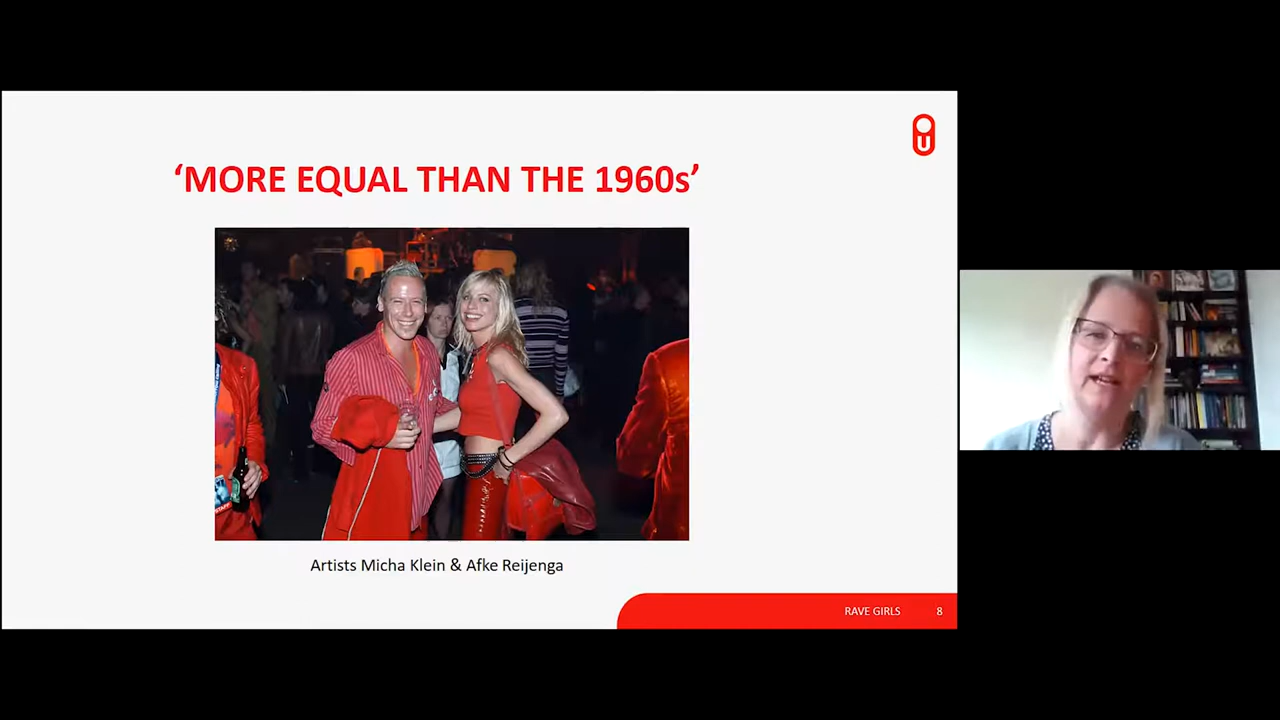 ‘MORE EQUAL THAN THE 1960s’
Artists Micha Klein & Afke Reijenga
RAVE GIRLS 8